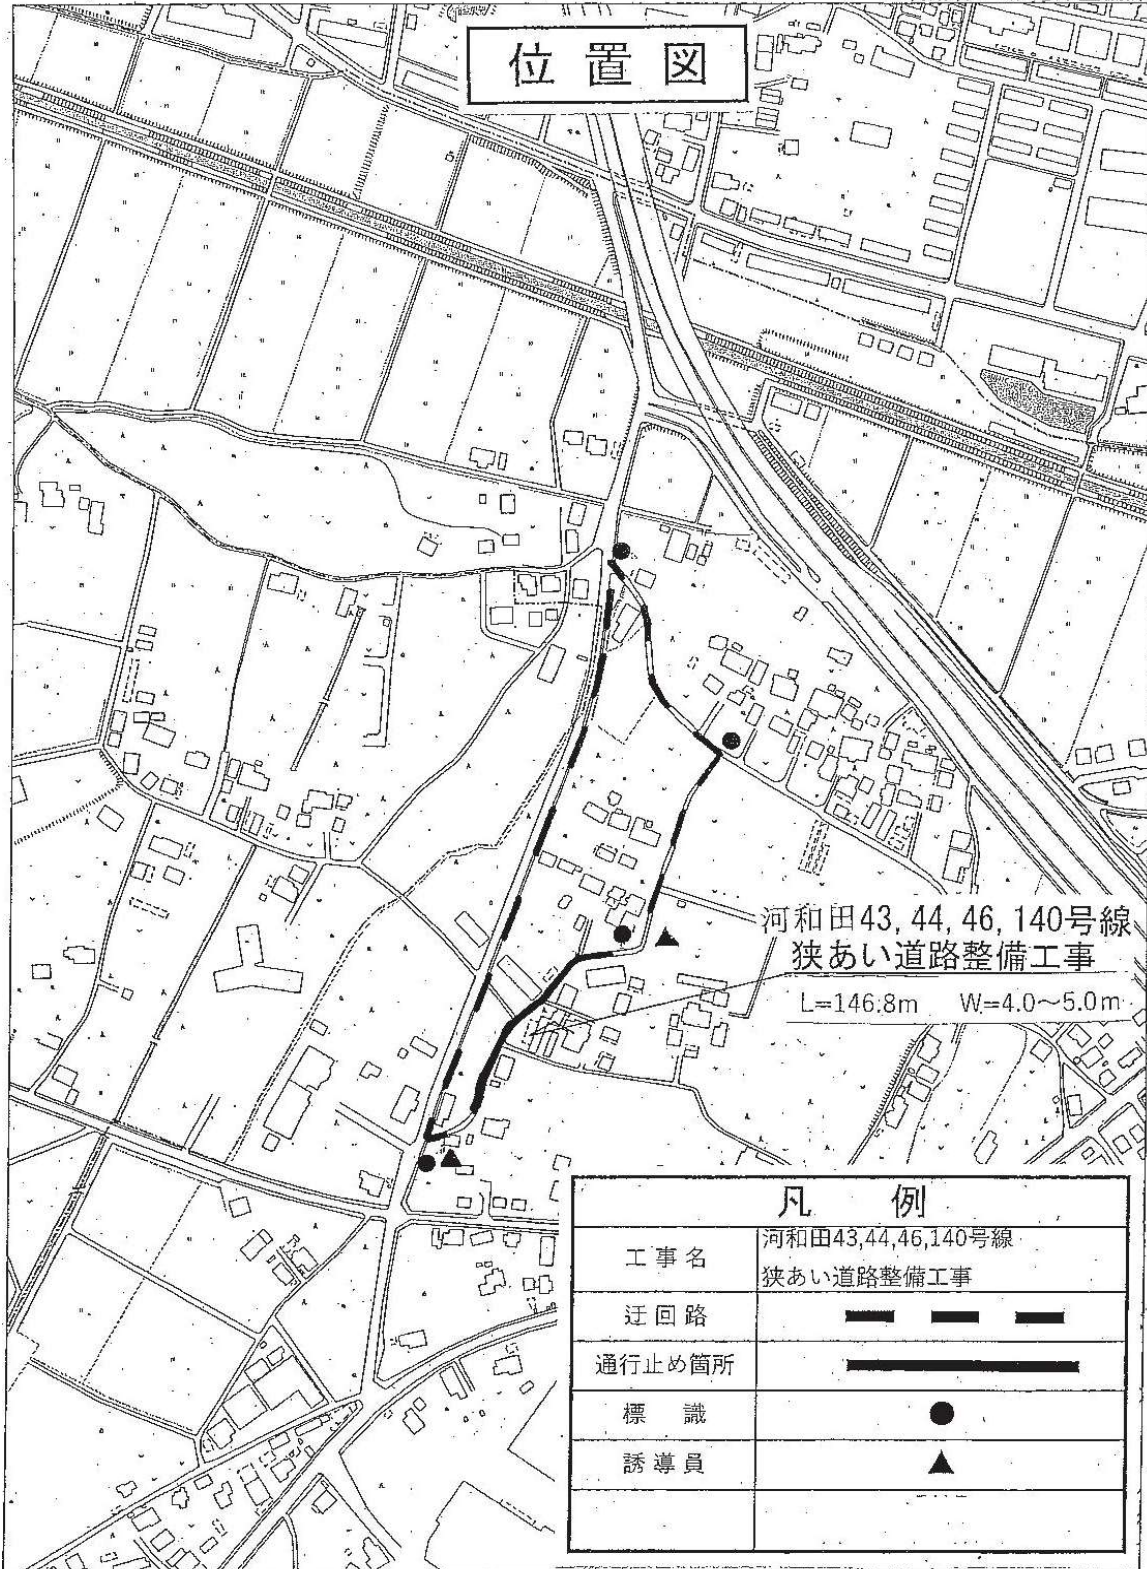 位置図
河和田43,44,46,140号線
狭あい道路整備工事
L=146.8m W=4.0～5.0m
凡 例
工事名
河和田43,44,46,140号線
狭あい道路整備工事
迂回路
通行止め箇所
標 識
誘導員